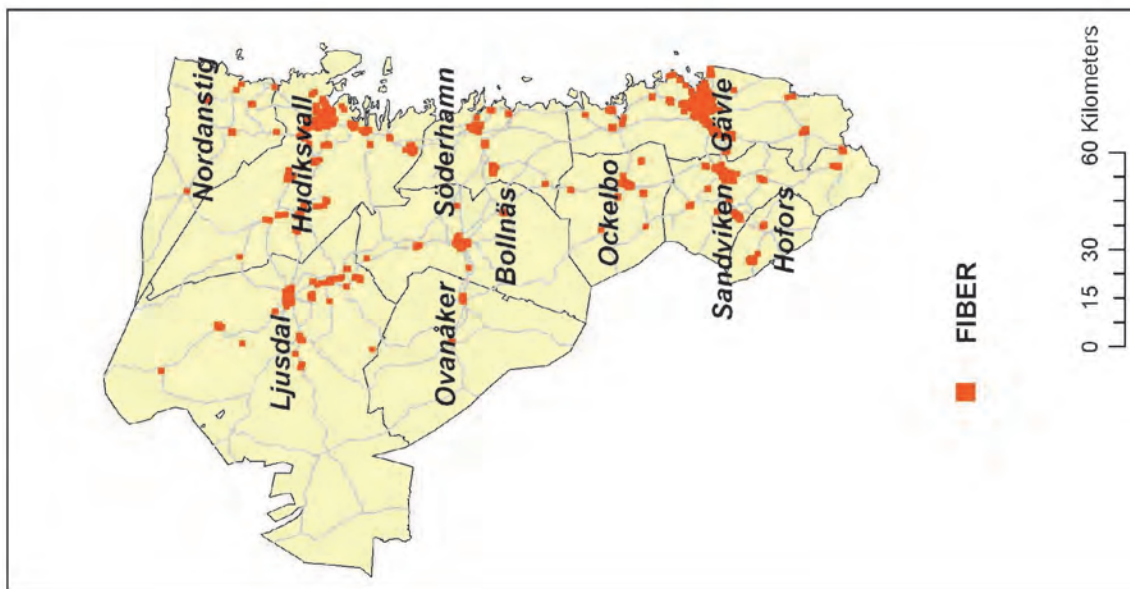 Nordanstig
Hudiksvall
Ljusdal
Söderhamn
Ovanåker
Bollnäs
Ockelbo
Gävle
Sandviken
Hofors
FIBER
0 15 30 60 Kilometers